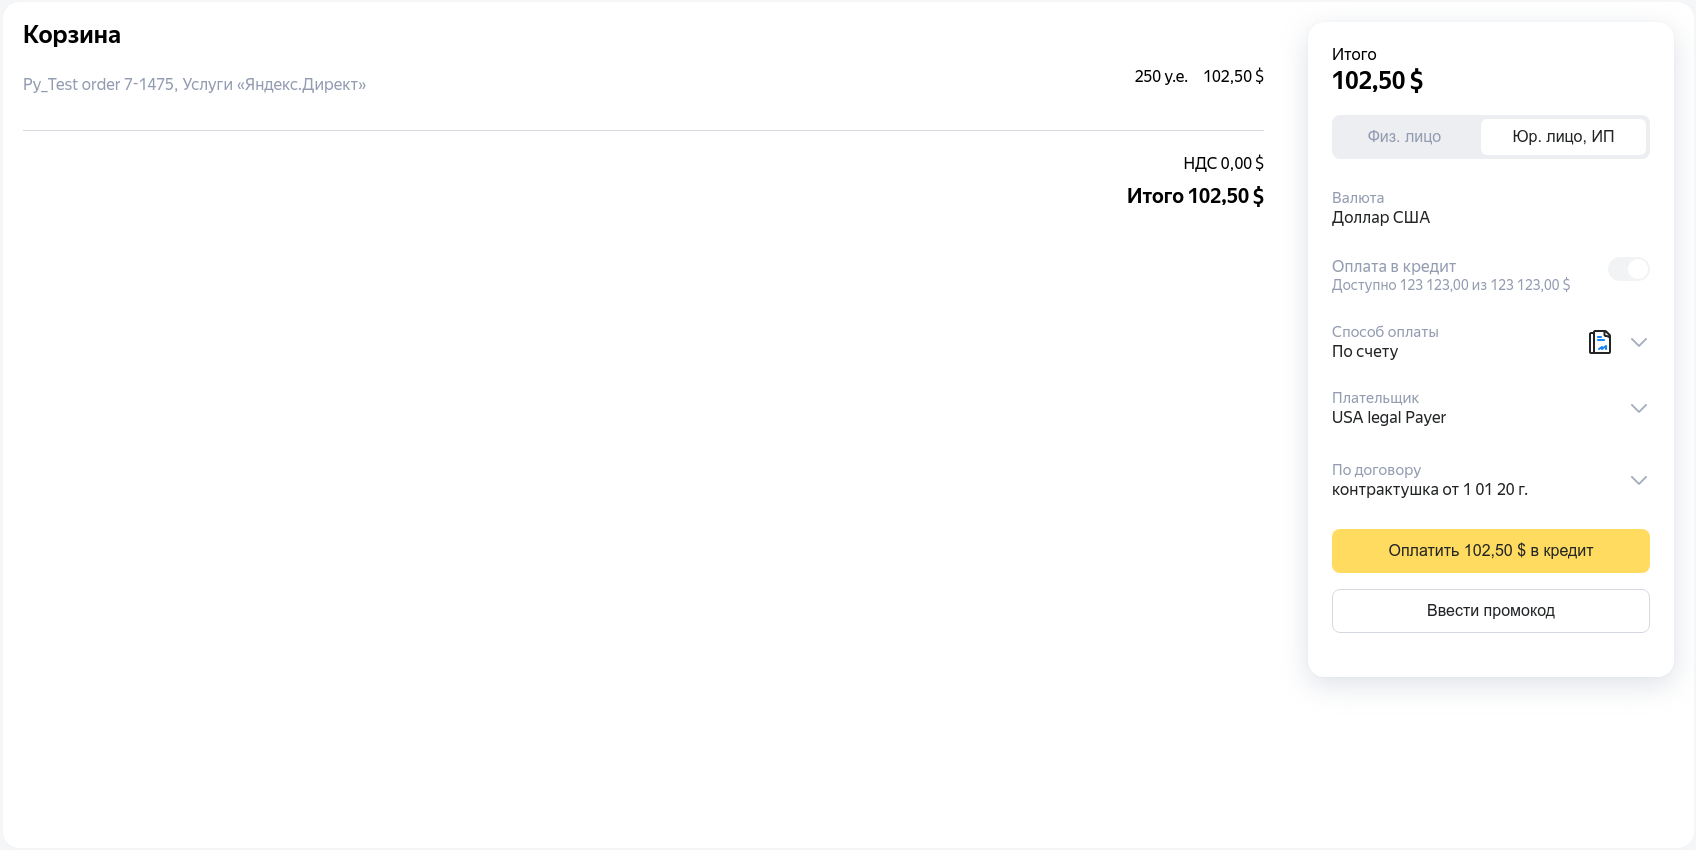 Корзина
Py_Test order 7-1475, Услуги «Яндекс.Директ»
250 у.е. 102,50 $
НДС 0,00 $
Итого 102,50 $
Итого
102,50 $
Физ. лицо
Юр. лицо, ИП
Валюта
Доллар США
Оплата в кредит
Доступно 123 123,00 из 123 123,00 $
Способ оплаты
По счету
Плательщик
USA legal Payer
По договору
контрактушка от 1 01 20 г.
Оплатить 102,50 $ в кредит
Ввести промокод